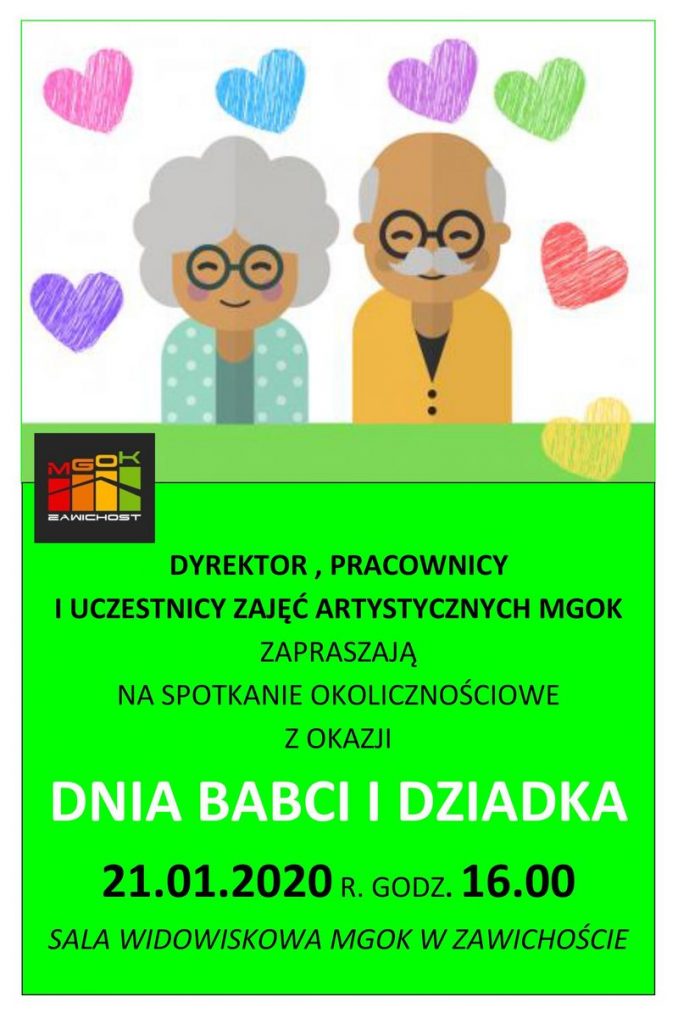 MGOK
ZAWICHOST
DYREKTOR , PRACOWNICY
I UCZESTNICY ZAJĘĆ ARTYSTYCZNYCH MGOK
ZAPRASZAJĄ
NA SPOTKANIE OKOLICZNOŚCIOWE
Z OKAZJI
DNIA BABCI I DZIADKA
21.01.2020 R. GODZ. 16.00
SALA WIDOWISKOWA MGOK W ZAWICHOŚCIE